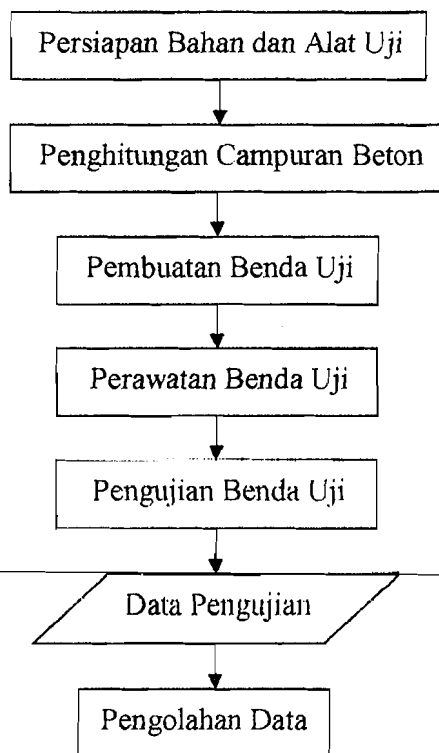 Persiapan Bahan dan Alat Uji
Penghitungan Campuran Beton
Pembuatan Benda Uji
Perawatan Benda Uji
Pengujian Benda Uji
Data Pengujian
Pengolahan Data